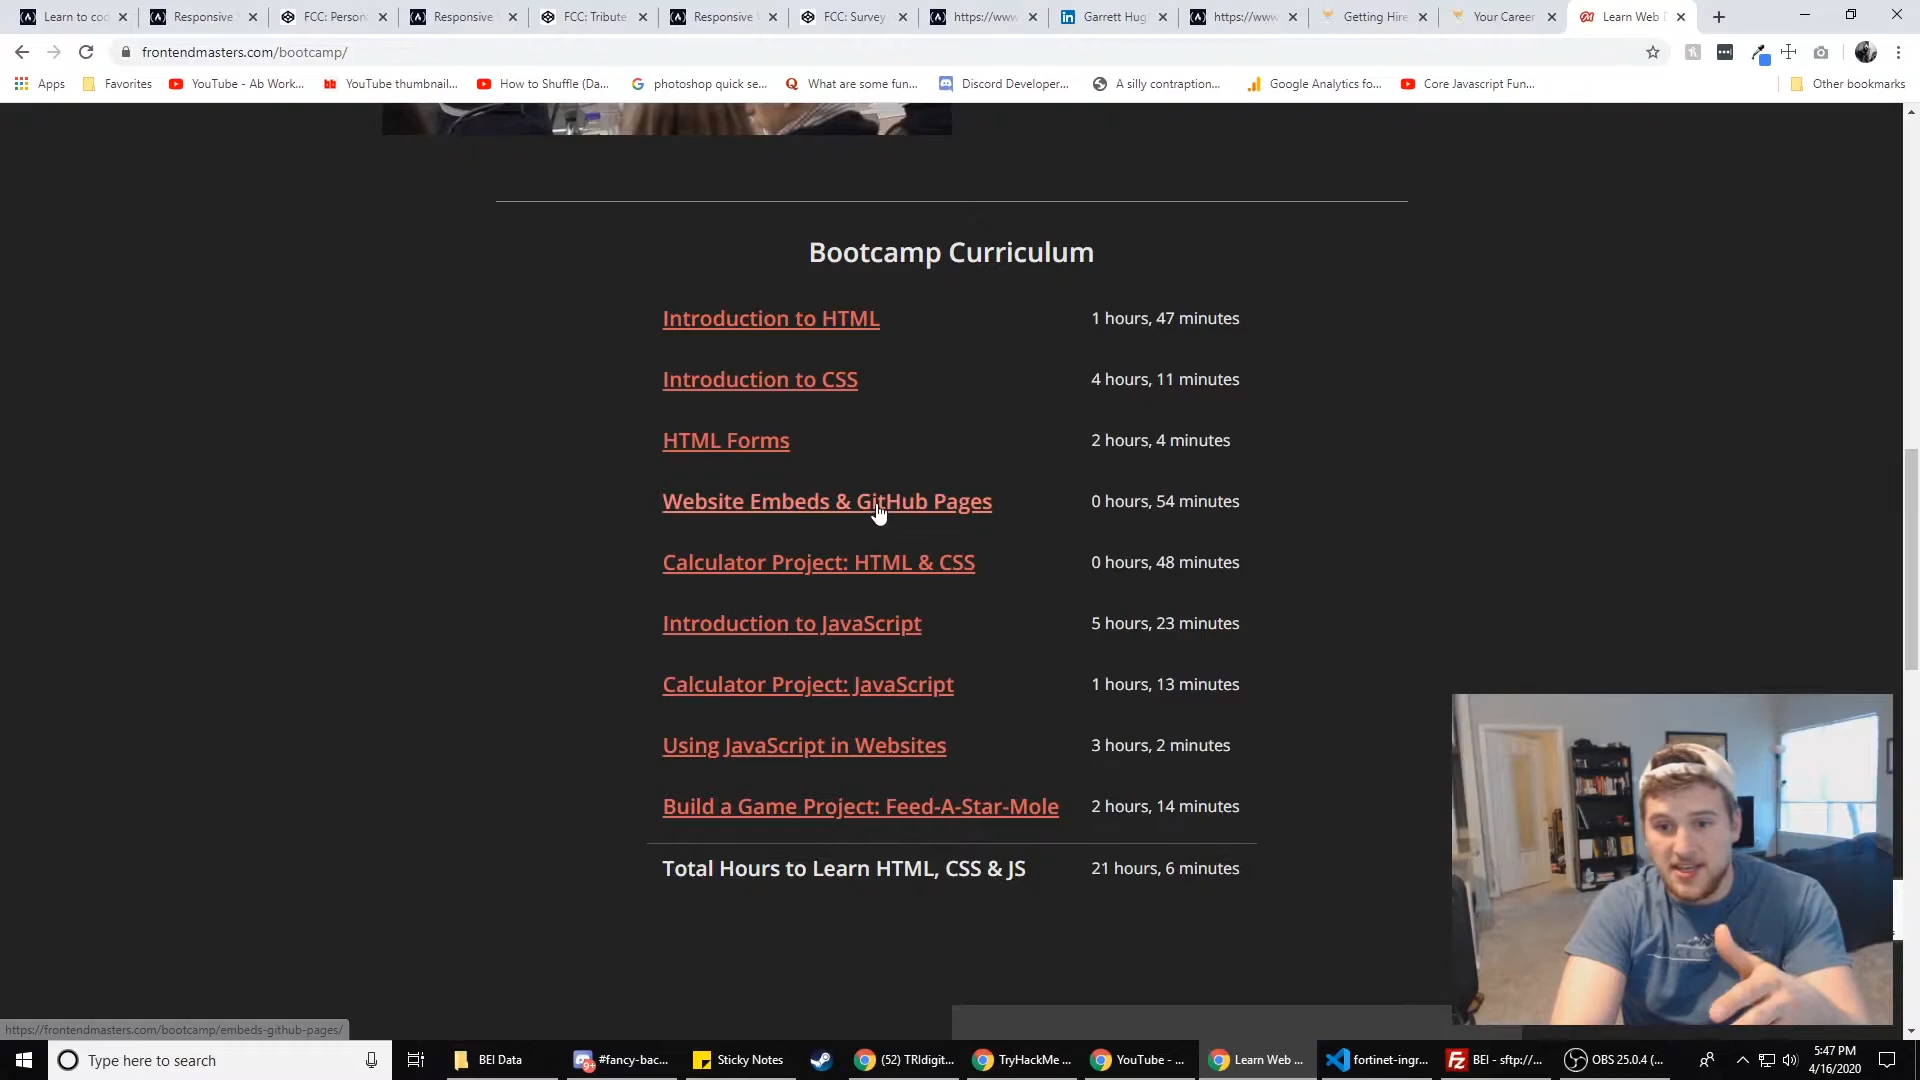 Learn to cod
Responsive
FCC: Person
Responsive
FCC: Tribute
Responsive
FCC: Survey
https://www
Garrett Hug
https://www
Getting Hire
Your Career
Learn Web
frontendmasters.com/bootcamp/
Apps
Favorites
YouTube - Ab Work...
YouTube thumbnail...
How to Shuffle (Da...
photoshop quick se...
What are some fun...
Discord Developer...
A silly contraption...
Google Analytics fo...
Core Javascript Fun...
Other bookmarks
Bootcamp Curriculum
Introduction to HTML 1 hours, 47 minutes
Introduction to CSS 4 hours, 11 minutes
HTML Forms 2 hours, 4 minutes
Website Embeds & GitHub Pages 0 hours, 54 minutes
Calculator Project: HTML & CSS 0 hours, 48 minutes
Introduction to JavaScript 5 hours, 23 minutes
Calculator Project: JavaScript 1 hours, 13 minutes
Using JavaScript in Websites 3 hours, 2 minutes
Build a Game Project: Feed-A-Star-Mole 2 hours, 14 minutes
Total Hours to Learn HTML, CSS & JS 21 hours, 6 minutes
https://frontendmasters.com/bootcamp/embeds-github-pages/
Type here to search
BEI Data
#fancy-bac...
Sticky Notes
(52) TRIdigit...
TryHackMe ...
YouTube - ...
Learn Web ...
fortinet-ingr...
BEI - sftp://...
OBS 25.0.4 (...
5:47 PM
4/16/2020